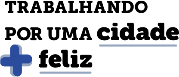 TRABALHANDO
POR UMA cidade
+ feliz